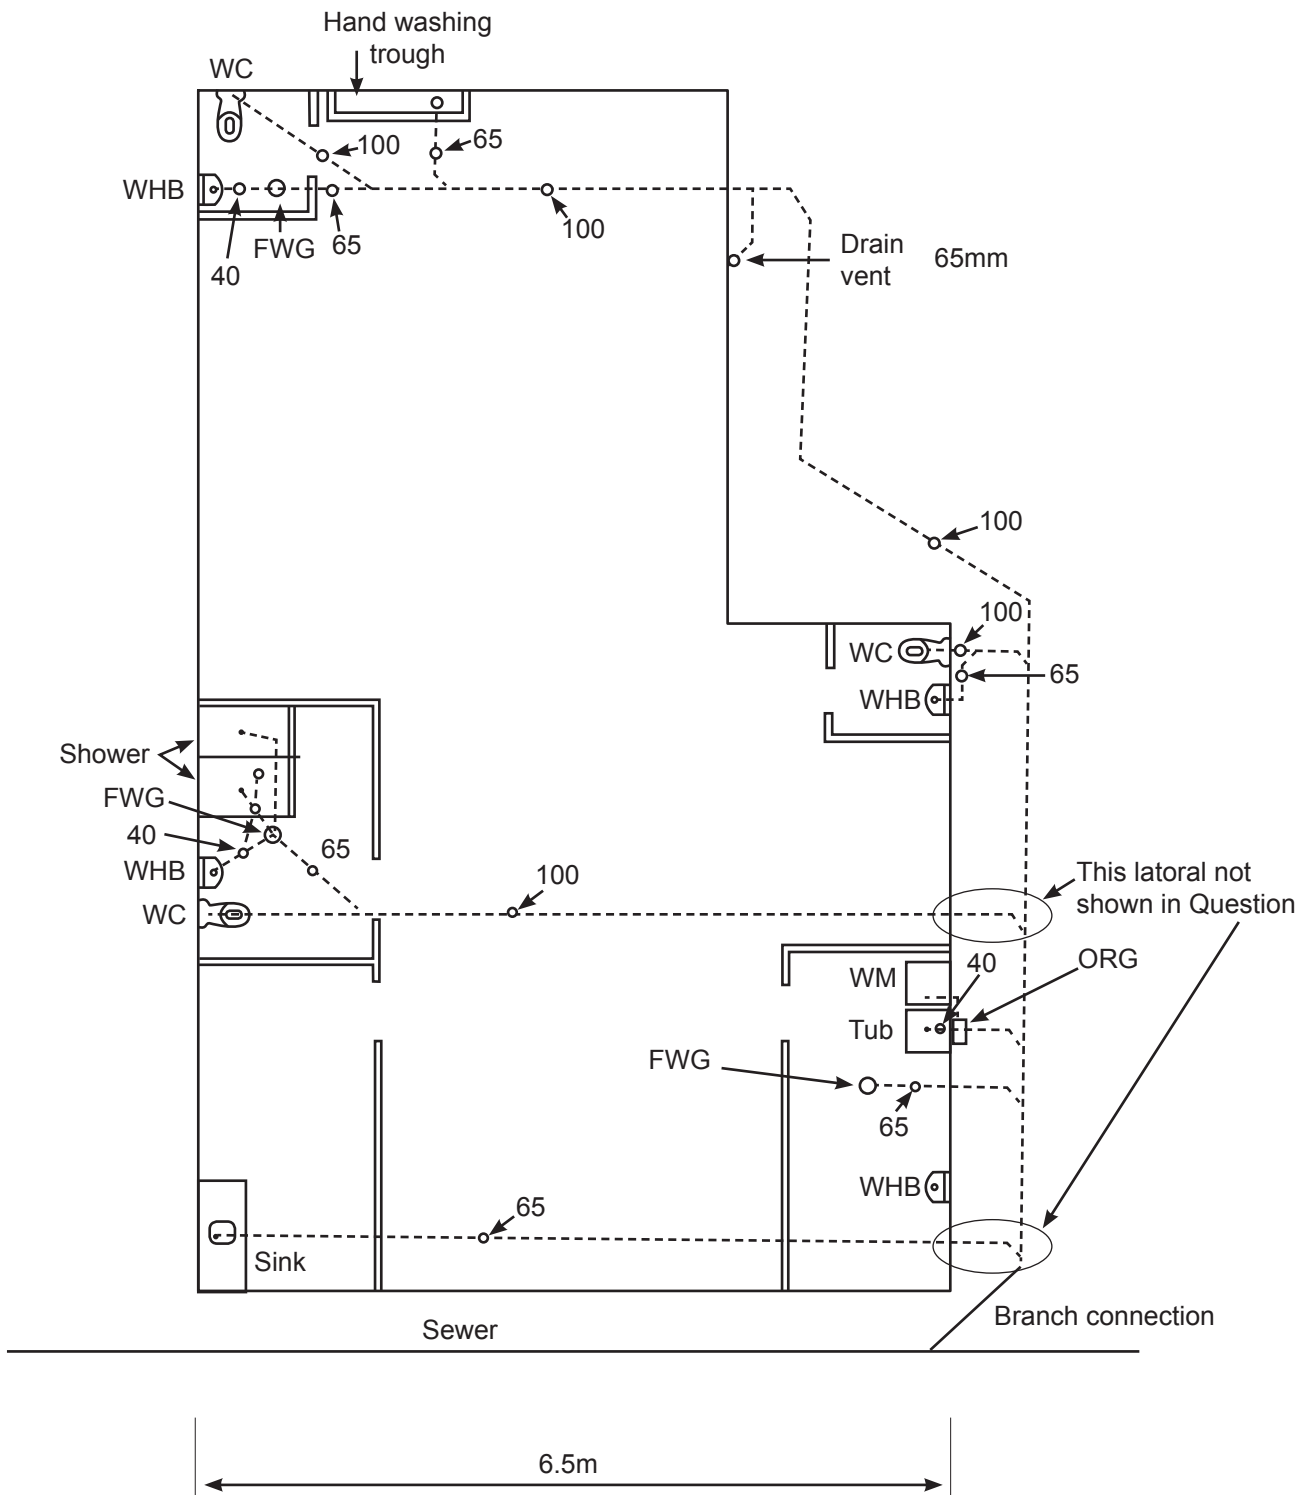 Hand washing
trough
WC
100
65
WHB
40
FWG
65
100
Drain
vent
65mm
100
100
WC
65
WHB
Shower
FWG
40
65
WHB
100
WC
This latoral not
shown in Question
WM
40
ORG
Tub
FWG
65
WHB
65
Sink
Branch connection
Sewer
6.5m